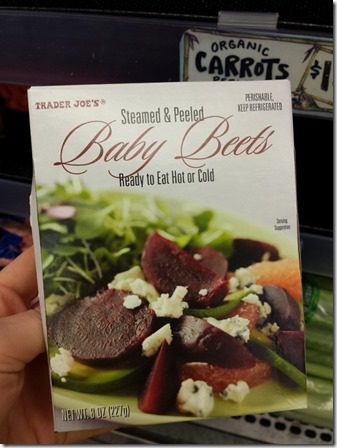 ORGANIC
CARROTS
$1
TRADER JOE'S®
Steamed & Peeled
PERISHABLE,
KEEP REFRIGERATED
Baby Beets
Ready to Eat Hot or Cold
Serving
Suggestion
NET WT. 8 OZ (227g)